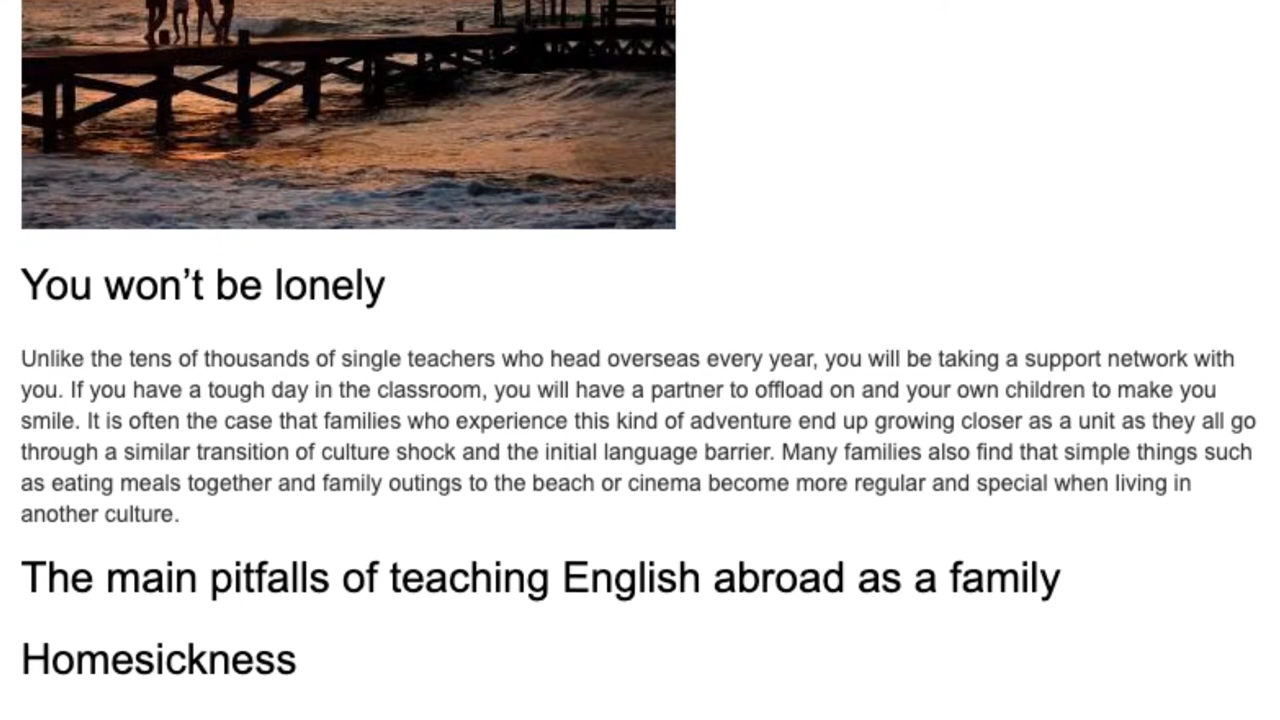 You won’t be lonely
Unlike the tens of thousands of single teachers who head overseas every year, you will be taking a support network with
you. If you have a tough day in the classroom, you will have a partner to offload on and your own children to make you
smile. It is often the case that families who experience this kind of adventure end up growing closer as a unit as they all go
through a similar transition of culture shock and the initial language barrier. Many families also find that simple things such
as eating meals together and family outings to the beach or cinema become more regular and special when living in
another culture.
The main pitfalls of teaching English abroad as a family
Homesickness